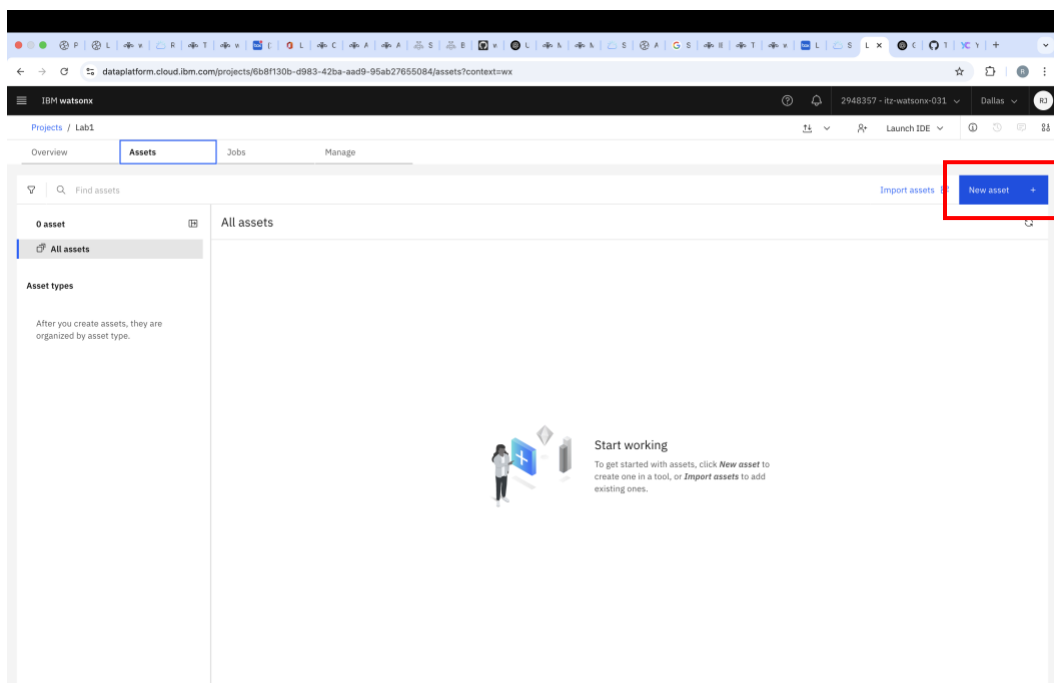 dataplatform.cloud.ibm.com/projects/6b8f130b-d983-42ba-aad9-95ab27655084/assets?context=wx
IBM watsonx
2948357 - itz-watsonx-031
Dallas
RJ
Projects / Lab1
Launch IDE
Overview
Assets
Jobs
Manage
Find assets
Import assets
New asset +
0 asset
All assets
All assets
Asset types
After you create assets, they are
organized by asset type.
Start working
To get started with assets, click New asset to
create one in a tool, or Import assets to add
existing ones.